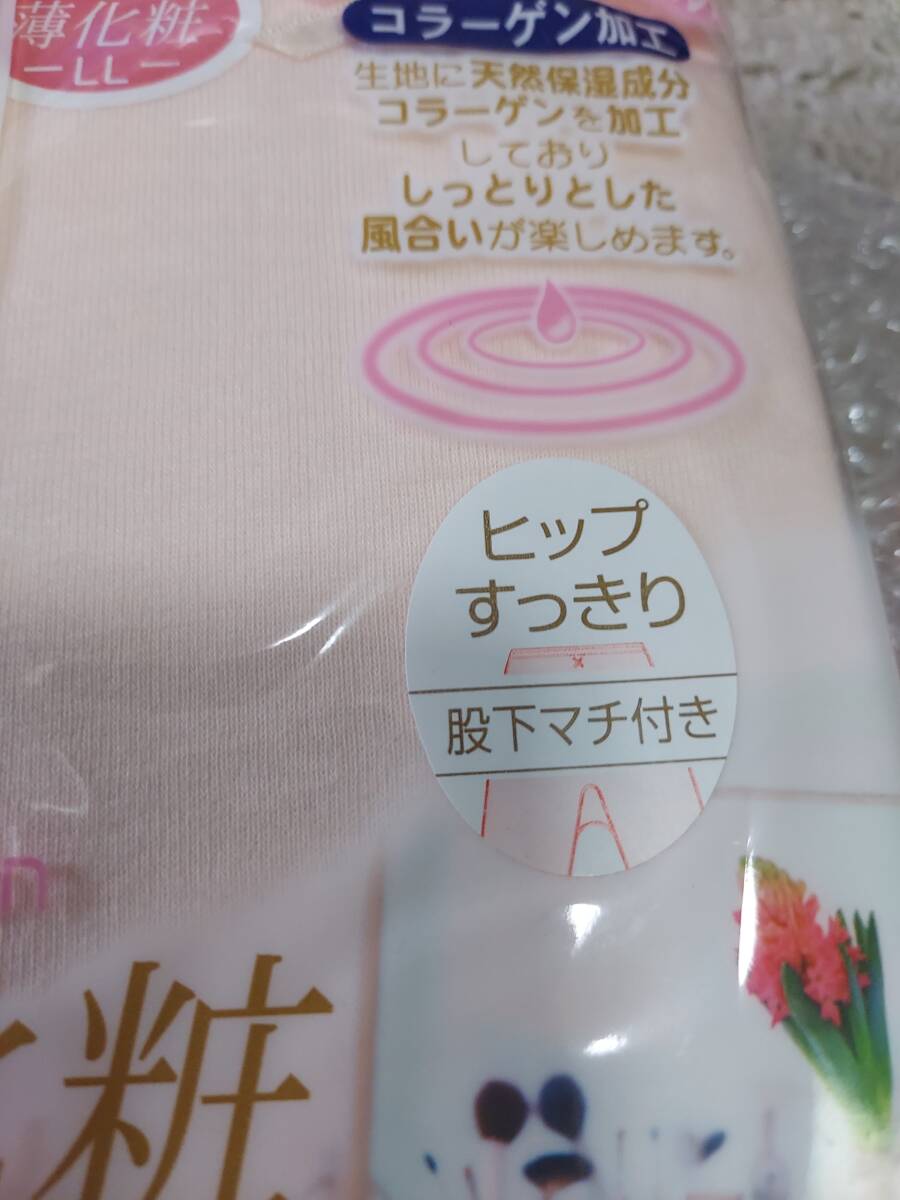 薄化粧
ーLLー
コラーゲン加工
生地に天然保湿成分
コラーゲンを加工
しており
しっとりとした
風合いが楽しめます。
ヒップ
すっきり
股下マチ付き
n
化粧